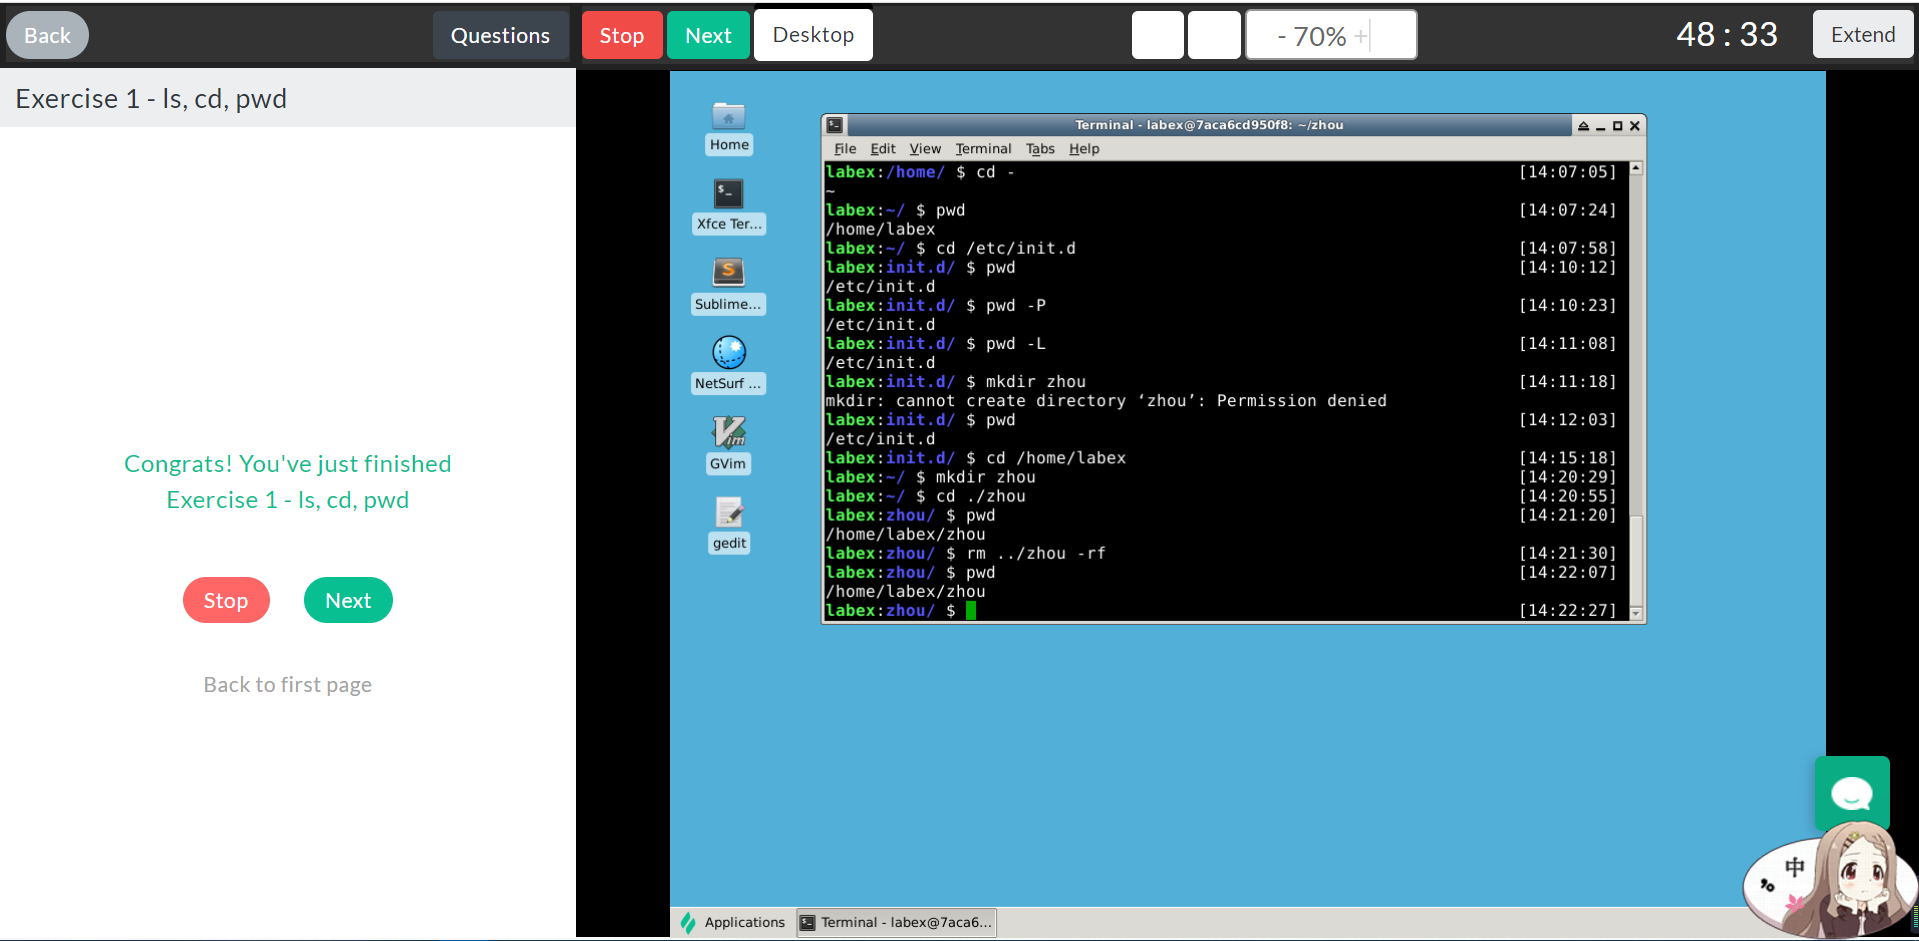 Back
Questions
Stop
Next
Desktop
- 70% +
48 : 33
Extend
Exercise 1 - ls, cd, pwd
Congrats! You've just finished
Exercise 1 - ls, cd, pwd
Stop
Next
Back to first page
Home
Xfce Ter...
Sublime...
NetSurf ...
GVim
gedit
Terminal - labex@7aca6cd950f8: ~/zhou
File Edit View Terminal Tabs Help
labex:/home/ $ cd - [14:07:05]
~
labex:~/ $ pwd [14:07:24]
/home/labex
labex:~/ $ cd /etc/init.d [14:07:58]
labex:init.d/ $ pwd [14:10:12]
/etc/init.d
labex:init.d/ $ pwd -P [14:10:23]
/etc/init.d
labex:init.d/ $ pwd -L [14:11:08]
/etc/init.d
labex:init.d/ $ mkdir zhou [14:11:18]
mkdir: cannot create directory ‘zhou’: Permission denied
labex:init.d/ $ pwd [14:12:03]
/etc/init.d
labex:init.d/ $ cd /home/labex [14:15:18]
labex:~/ $ mkdir zhou [14:20:29]
labex:~/ $ cd ./zhou [14:20:55]
labex:zhou/ $ pwd [14:21:20]
/home/labex/zhou
labex:zhou/ $ rm ../zhou -rf [14:21:30]
labex:zhou/ $ pwd [14:22:07]
/home/labex/zhou
labex:zhou/ $ [14:22:27]
中
Applications
Terminal - labex@7aca6...